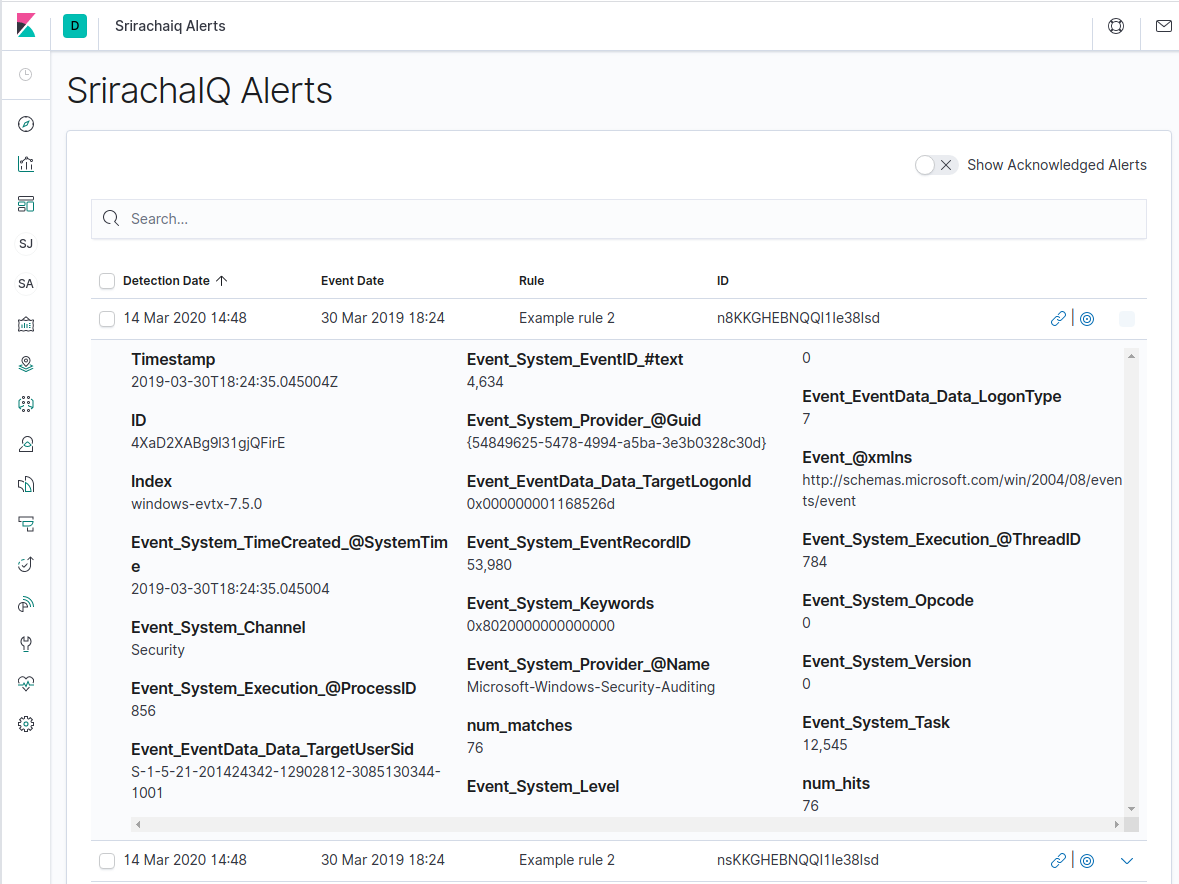 D
Srirachaiq Alerts
SrirachaIQ Alerts
Show Acknowledged Alerts
Search...
Detection Date Event Date Rule ID
14 Mar 2020 14:48 30 Mar 2019 18:24 Example rule 2 n8KKGHEBNQQI1Ie38lsd
Timestamp
2019-03-30T18:24:35.045004Z
ID
4XaD2XABg9l31gjQFirE
Index
windows-evtx-7.5.0
Event_System_TimeCreated_@SystemTim
e
2019-03-30T18:24:35.045004
Event_System_Channel
Security
Event_System_Execution_@ProcessID
856
Event_EventData_Data_TargetUserSid
S-1-5-21-201424342-12902812-3085130344-
1001
Event_System_EventID_#text
4,634
Event_System_Provider_@Guid
{54849625-5478-4994-a5ba-3e3b0328c30d}
Event_EventData_Data_TargetLogonId
0x000000001168526d
Event_System_EventRecordID
53,980
Event_System_Keywords
0x8020000000000000
Event_System_Provider_@Name
Microsoft-Windows-Security-Auditing
num_matches
76
Event_System_Level
0
Event_EventData_Data_LogonType
7
Event_@xmlns
http://schemas.microsoft.com/win/2004/08/even
ts/event
Event_System_Execution_@ThreadID
784
Event_System_Opcode
0
Event_System_Version
0
Event_System_Task
12,545
num_hits
76
14 Mar 2020 14:48 30 Mar 2019 18:24 Example rule 2 nsKKGHEBNQQI1Ie38lsd
SJ
SA